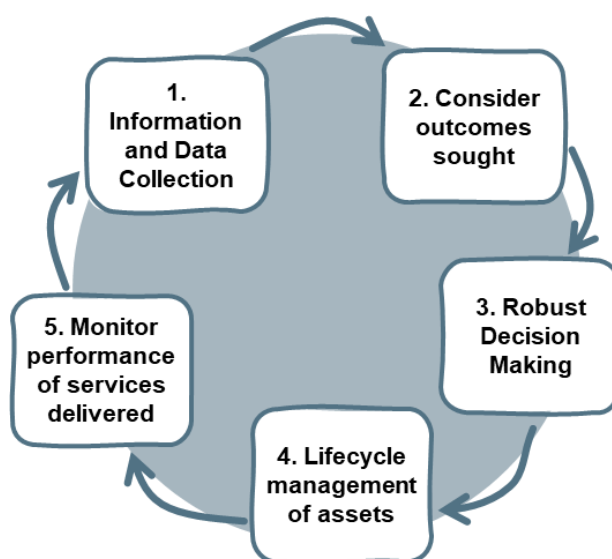 1.
Information
and Data
Collection
2. Consider
outcomes
sought
3. Robust
Decision
Making
4. Lifecycle
management
of assets
5. Monitor
performance
of services
delivered